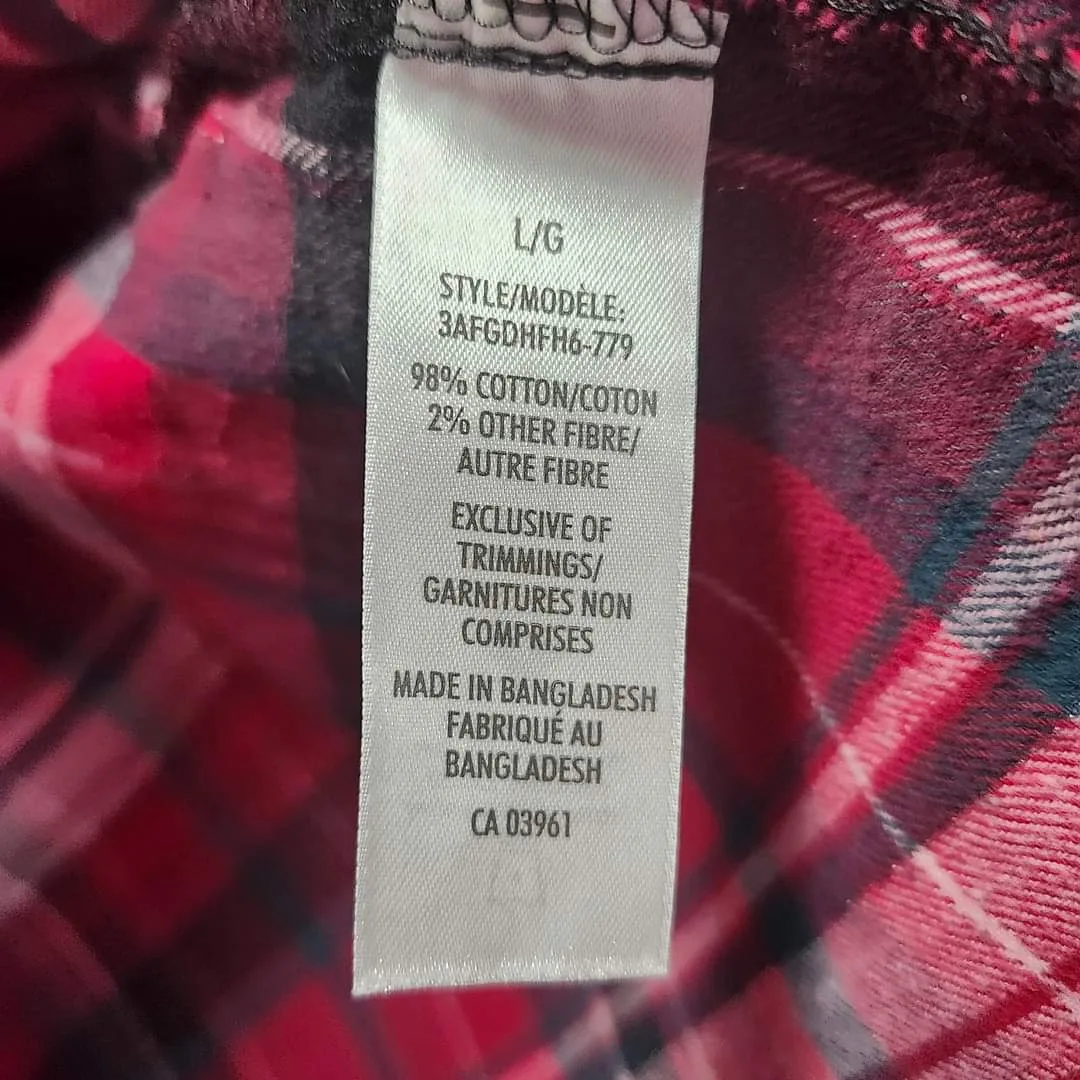 L/G
STYLE/MODÈLE:
3AFGDHFH6-779
98% COTTON/COTON
2% OTHER FIBRE/
AUTRE FIBRE
EXCLUSIVE OF
TRIMMINGS/
GARNITURES NON
COMPRISES
MADE IN BANGLADESH
FABRIQUÉ AU
BANGLADESH
CA 03961